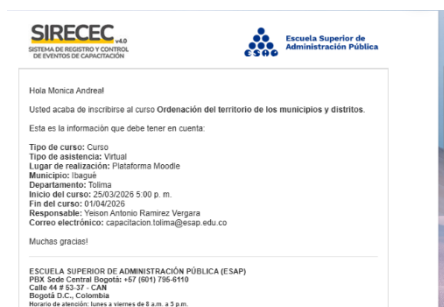 SIRECEC v4.0
SISTEMA DE REGISTRO Y CONTROL
DE EVENTOS DE CAPACITACIÓN
esap
Escuela Superior de
Administración Pública
Hola Monica Andrea!
Usted acaba de inscribirse al curso Ordenación del territorio de los municipios y distritos.
Esta es la información que debe tener en cuenta:
Tipo de curso: Curso
Tipo de asistencia: Virtual
Lugar de realización: Plataforma Moodle
Municipio: Ibagué
Departamento: Tolima
Inicio del curso: 25/03/2026 5:00 p. m.
Fin del curso: 01/04/2026
Responsable: Yeison Antonio Ramirez Vergara
Correo electrónico: capacitacion.tolima@esap.edu.co
Muchas gracias!
ESCUELA SUPERIOR DE ADMINISTRACIÓN PÚBLICA (ESAP)
PBX Sede Central Bogotá: +57 (601) 795-6110
Calle 44 # 53-37 - CAN
Bogotá D.C., Colombia
Horario de atención: lunes a viernes de 8 a.m. a 5 p.m.